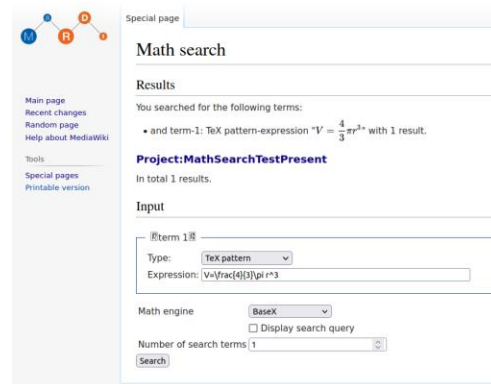 M A R D I
Special page
Math search
Results
You searched for the following terms:
• and term-1: TeX pattern-expression "V = 4/3 πr³" with 1 result.
Project:MathSearchTestPresent
In total 1 results.
Input
term 1
Type: TeX pattern
Expression: V=\frac{4}{3}\pi r^3
Math engine BaseX
Display search query
Number of search terms 1
Search
Main page
Recent changes
Random page
Help about MediaWiki
Tools
Special pages
Printable version